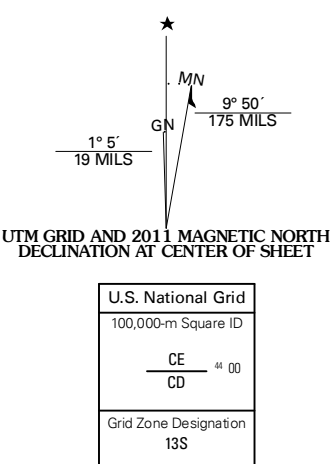 ★
MN
GN
1° 5´
19 MILS
9° 50´
175 MILS
UTM GRID AND 2011 MAGNETIC NORTH
DECLINATION AT CENTER OF SHEET
U.S. National Grid
100,000-m Square ID
CE
44 00
CD
Grid Zone Designation
13S